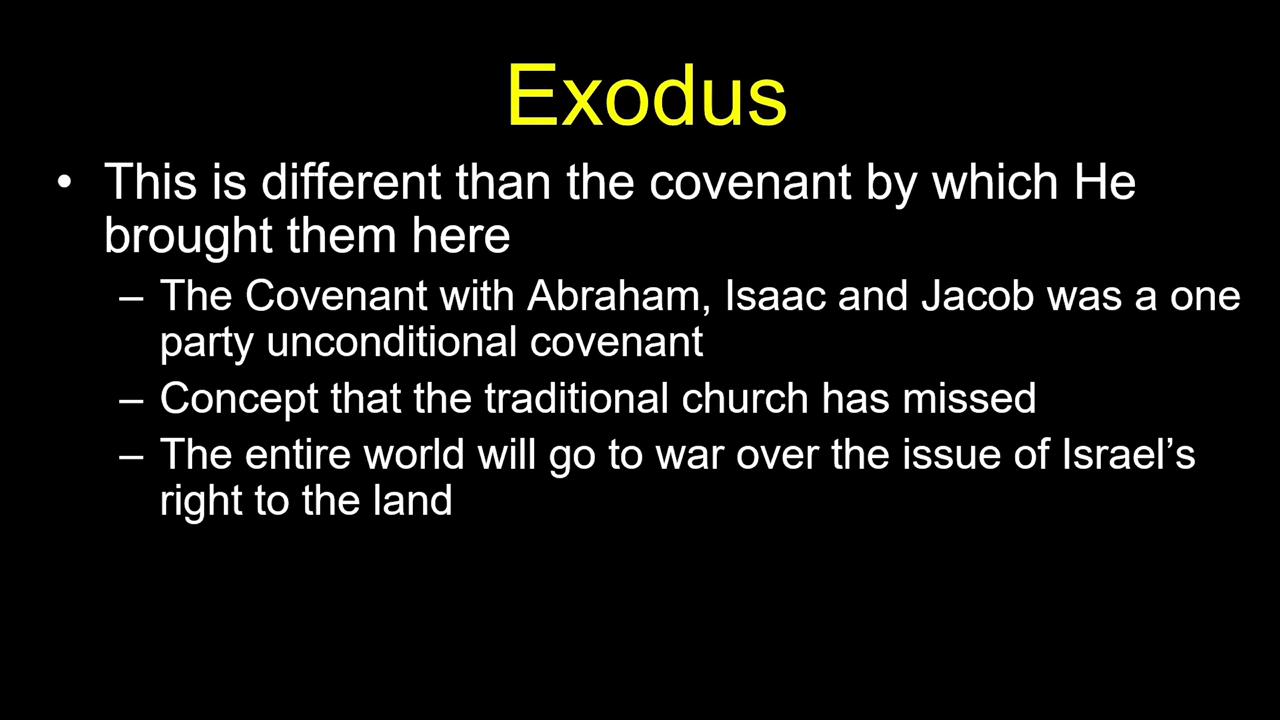 Exodus
• This is different than the covenant by which He
brought them here
– The Covenant with Abraham, Isaac and Jacob was a one
party unconditional covenant
– Concept that the traditional church has missed
– The entire world will go to war over the issue of Israel’s
right to the land